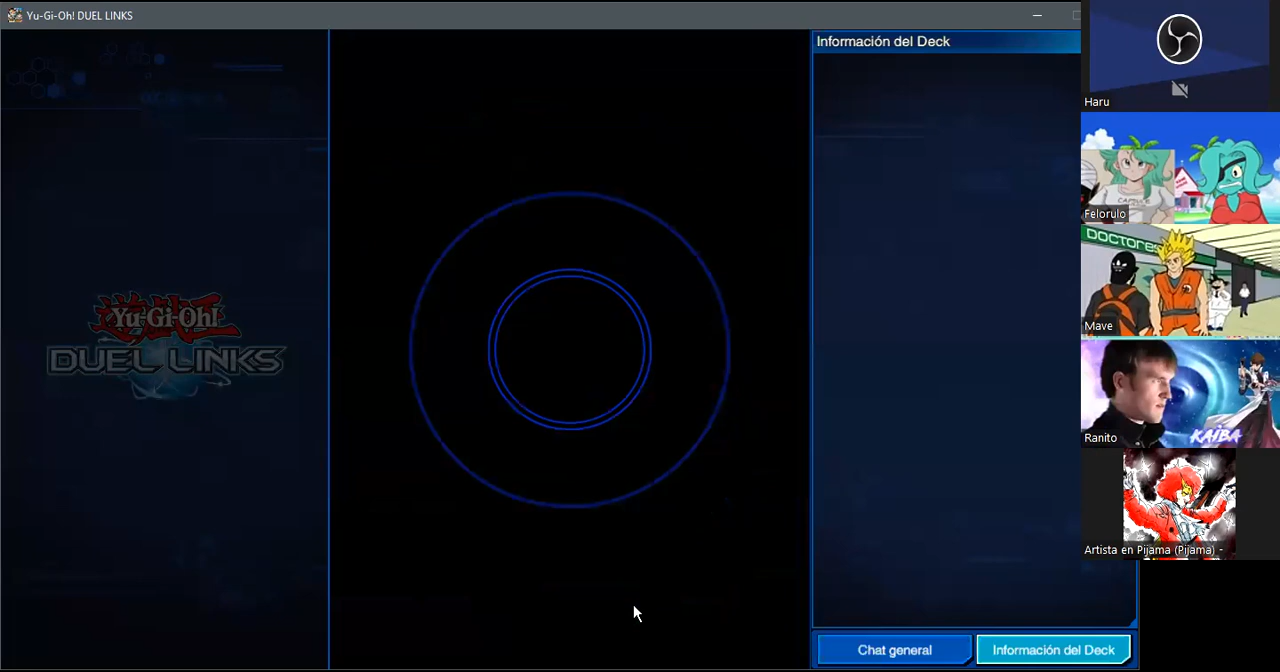 Yu-Gi-Oh! DUEL LINKS
Información del Deck
Haru
Felorulo
CAPSULE
DOCTORES
Mave
KAIBA
Ranito
Artista en Pijama (Pijama) -
Yu-Gi-Oh!
DUEL LINKS
Chat general
Información del Deck